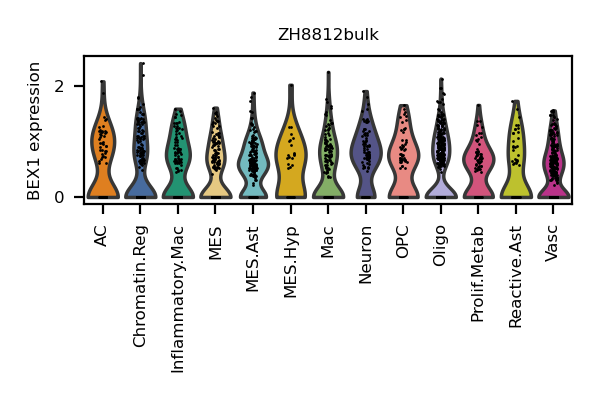 ZH8812bulk
BEX1 expression
2
0
AC
Chromatin.Reg
Inflammatory.Mac
MES
MES.Ast
MES.Hyp
Mac
Neuron
OPC
Oligo
Prolif.Metab
Reactive.Ast
Vasc